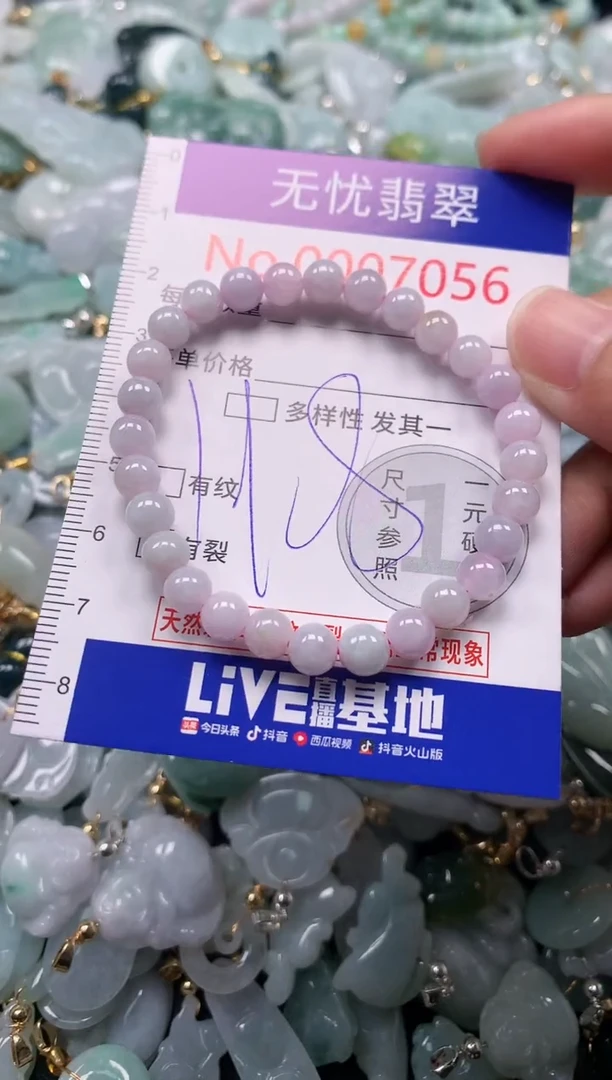 无忧翡翠
No.0007056
0
1
2
3
单价格
118
多样性 发其一
5
有纹
尺寸参照
1
一元硬
6
有裂
7
天然
常现象
8
LiVE直播基地
今日头条 抖音 西瓜视频 抖音火山版